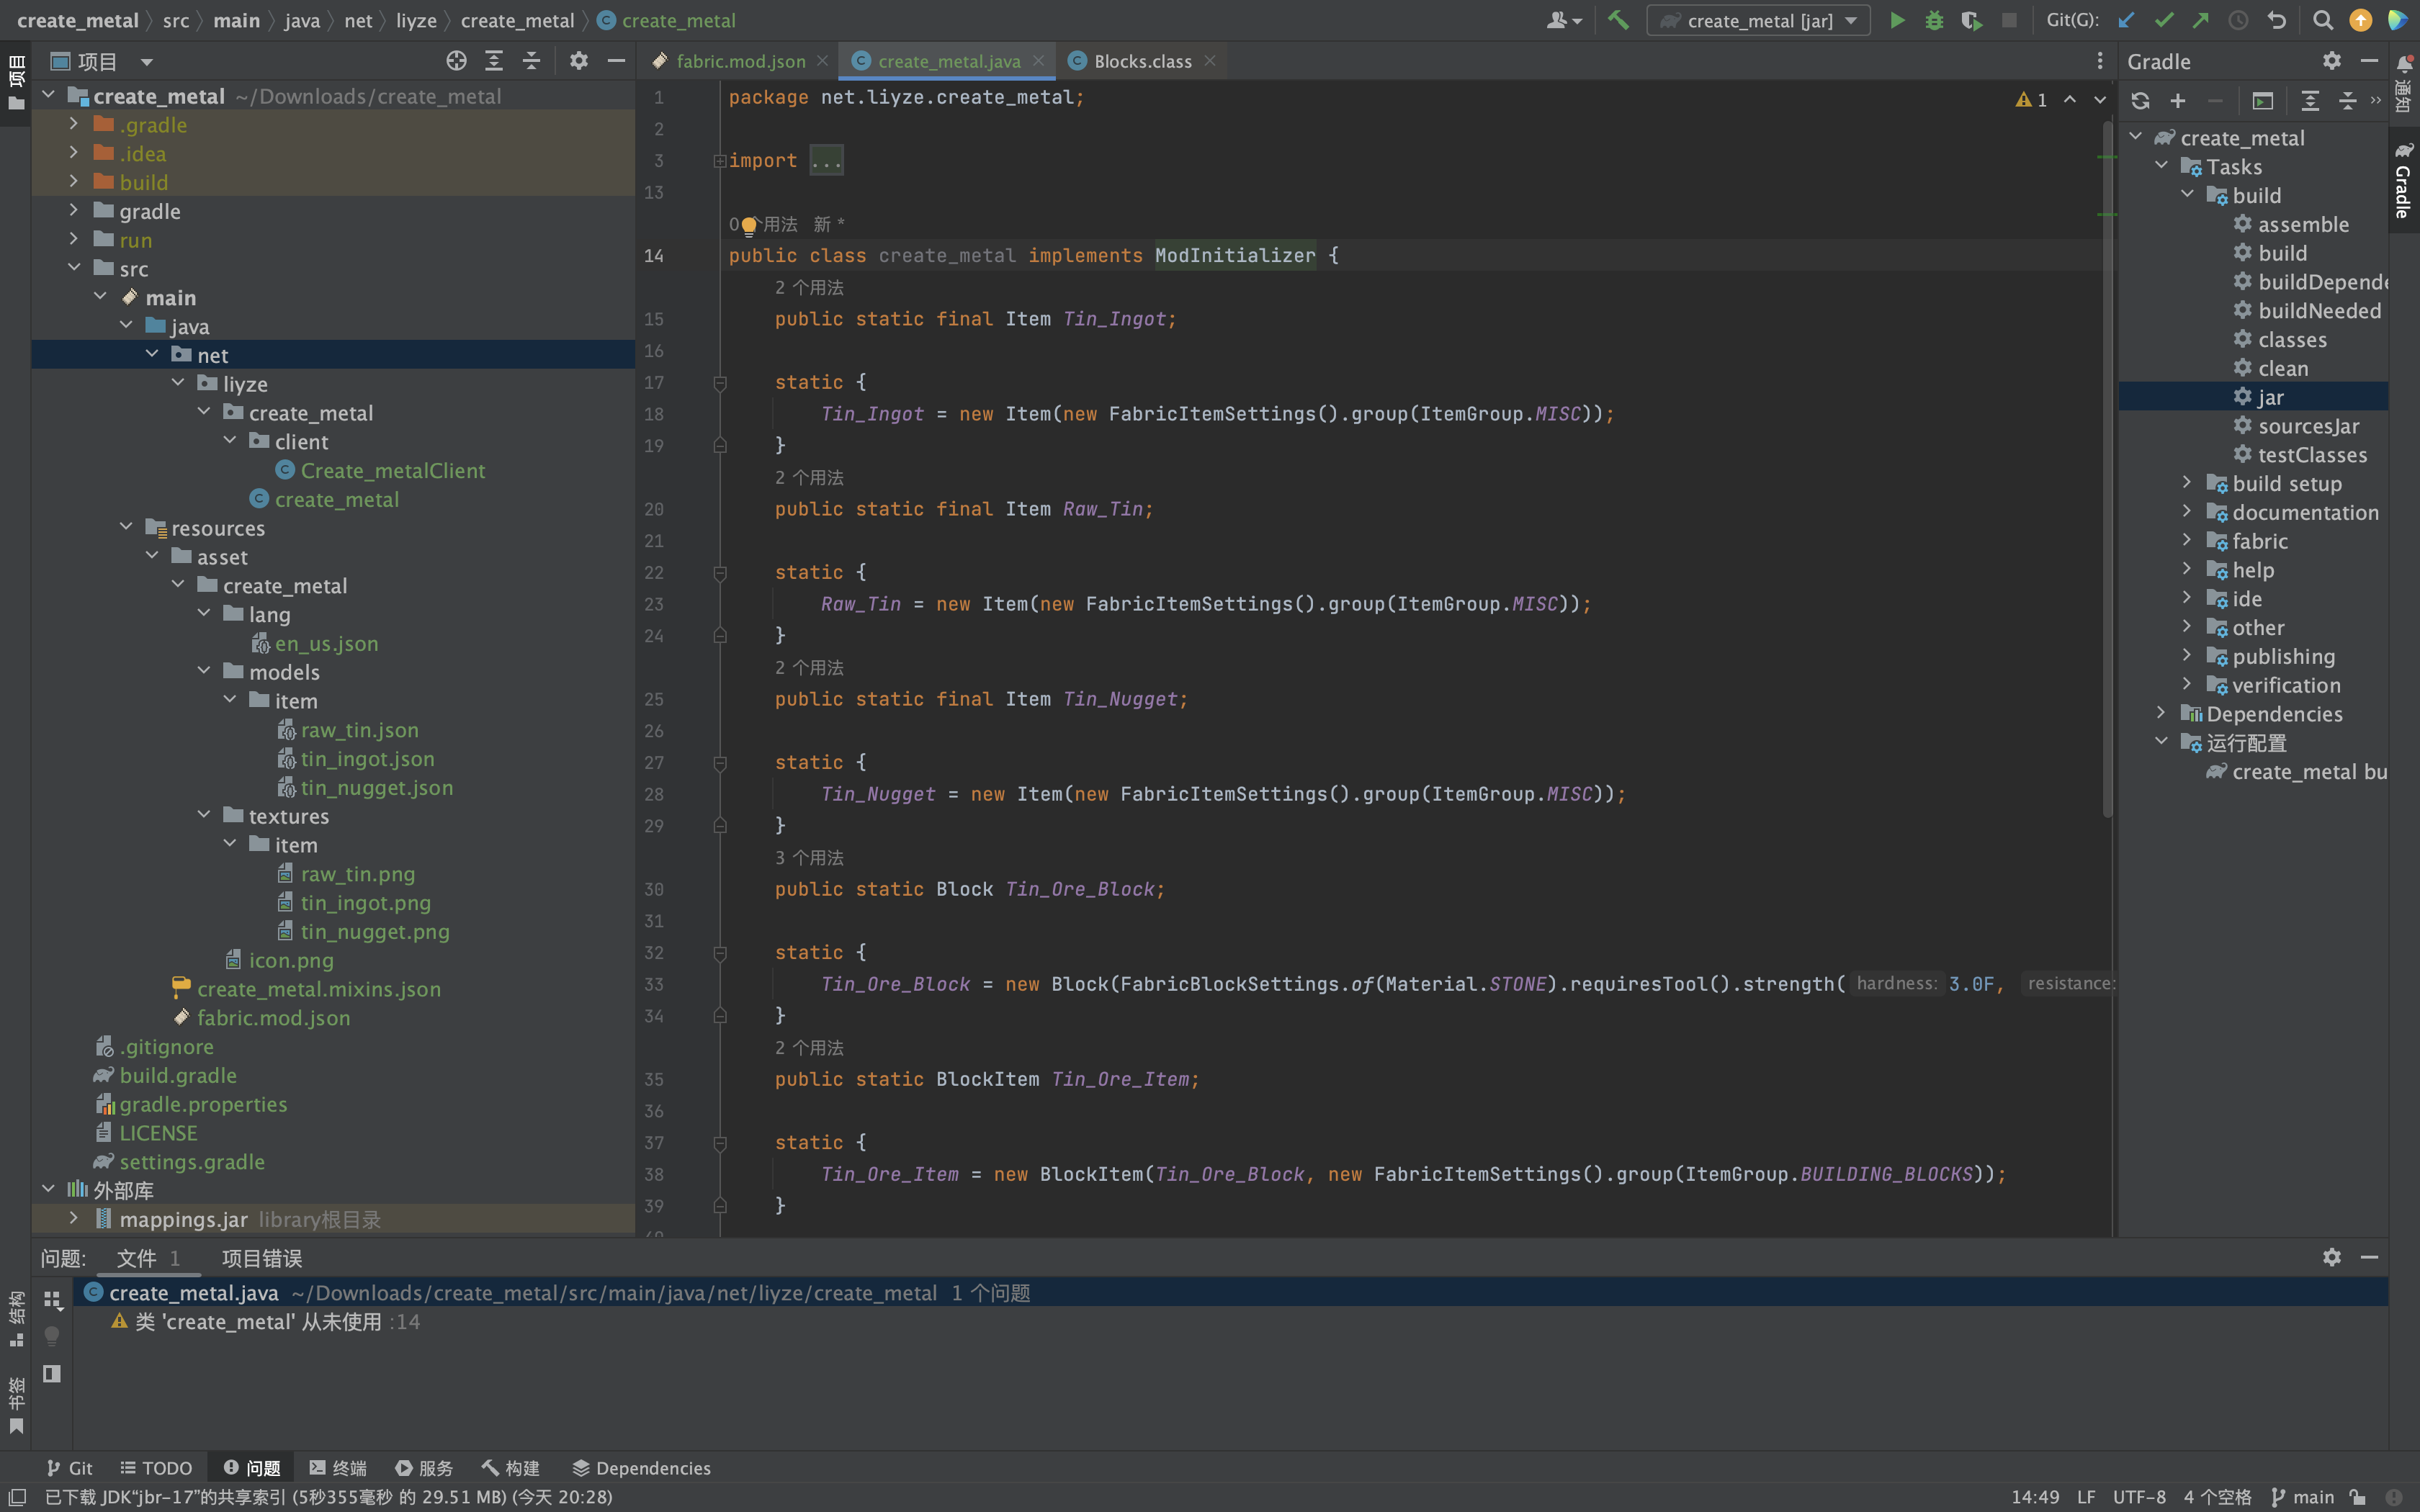 create_metal › src › main › java › net › liyze › create_metal › create_metal
create_metal [jar]
Git(G):
项目
项目
create_metal ~/Downloads/create_metal
.gradle
.idea
build
gradle
run
src
main
java
net
liyze
create_metal
client
Create_metalClient
create_metal
resources
asset
create_metal
lang
en_us.json
models
item
raw_tin.json
tin_ingot.json
tin_nugget.json
textures
item
raw_tin.png
tin_ingot.png
tin_nugget.png
icon.png
create_metal.mixins.json
fabric.mod.json
.gitignore
build.gradle
gradle.properties
LICENSE
settings.gradle
外部库
mappings.jar library根目录
fabric.mod.json
create_metal.java
Blocks.class
1 package net.liyze.create_metal;
1
2
3 import ...
13
0个用法 新 *
14 public class create_metal implements ModInitializer {
2 个用法
15 public static final Item Tin_Ingot;
16
17 static {
18 Tin_Ingot = new Item(new FabricItemSettings().group(ItemGroup.MISC));
19 }
2 个用法
20 public static final Item Raw_Tin;
21
22 static {
23 Raw_Tin = new Item(new FabricItemSettings().group(ItemGroup.MISC));
24 }
2 个用法
25 public static final Item Tin_Nugget;
26
27 static {
28 Tin_Nugget = new Item(new FabricItemSettings().group(ItemGroup.MISC));
29 }
3 个用法
30 public static Block Tin_Ore_Block;
31
32 static {
33 Tin_Ore_Block = new Block(FabricBlockSettings.of(Material.STONE).requiresTool().strength( hardness: 3.0F, resistance:
34 }
2 个用法
35 public static BlockItem Tin_Ore_Item;
36
37 static {
38 Tin_Ore_Item = new BlockItem(Tin_Ore_Block, new FabricItemSettings().group(ItemGroup.BUILDING_BLOCKS));
39 }
Gradle
create_metal
Tasks
build
assemble
build
buildDepende
buildNeeded
classes
clean
jar
sourcesJar
testClasses
build setup
documentation
fabric
help
ide
other
publishing
verification
Dependencies
运行配置
create_metal bu
通知
Gradle
问题: 文件 1 项目错误
create_metal.java ~/Downloads/create_metal/src/main/java/net/liyze/create_metal 1 个问题
类 'create_metal' 从未使用 :14
结构
书签
Git TODO 问题 终端 服务 构建 Dependencies
已下载 JDK“jbr-17”的共享索引 (5秒355毫秒 的 29.51 MB) (今天 20:28)
14:49 LF UTF-8 4 个空格 main